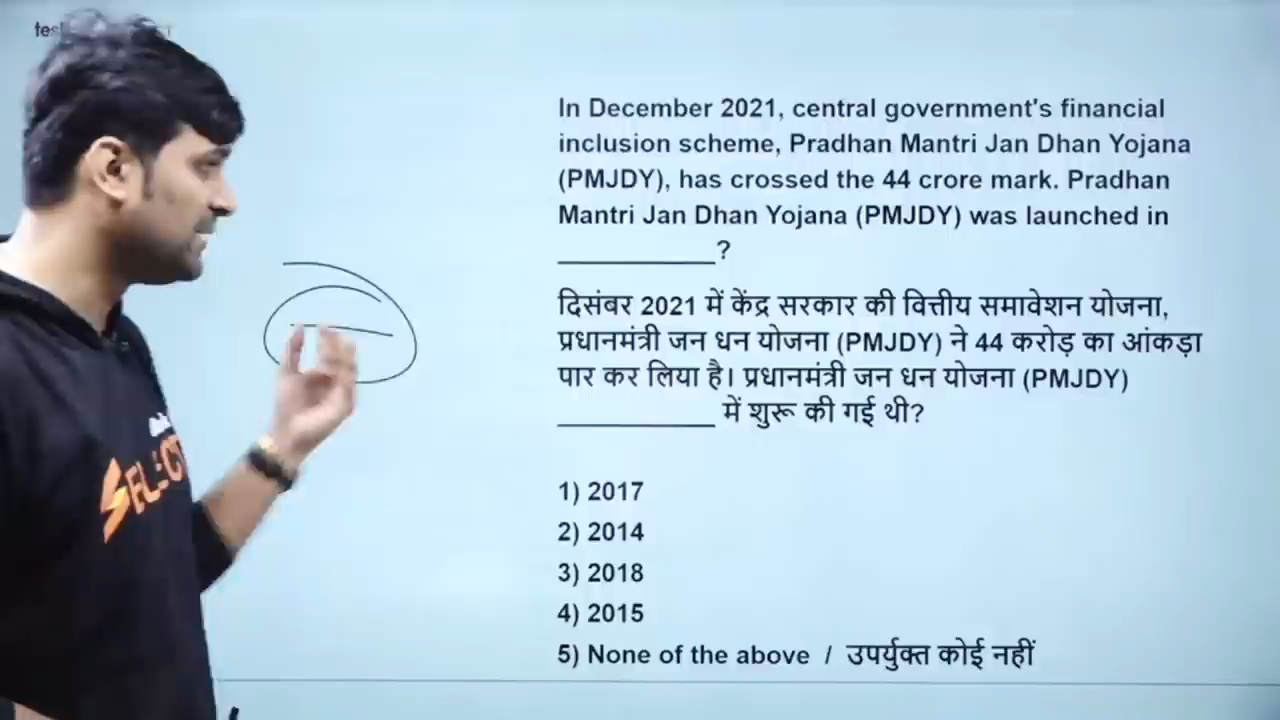 In December 2021, central government's financial
inclusion scheme, Pradhan Mantri Jan Dhan Yojana
(PMJDY), has crossed the 44 crore mark. Pradhan
Mantri Jan Dhan Yojana (PMJDY) was launched in
____________?
दिसंबर 2021 में केंद्र सरकार की वित्तीय समावेशन योजना,
प्रधानमंत्री जन धन योजना (PMJDY) ने 44 करोड़ का आंकड़ा
पार कर लिया है। प्रधानमंत्री जन धन योजना (PMJDY)
____________ में शुरू की गई थी?
1) 2017
2) 2014
3) 2018
4) 2015
5) None of the above / उपर्युक्त कोई नहीं
SELECT